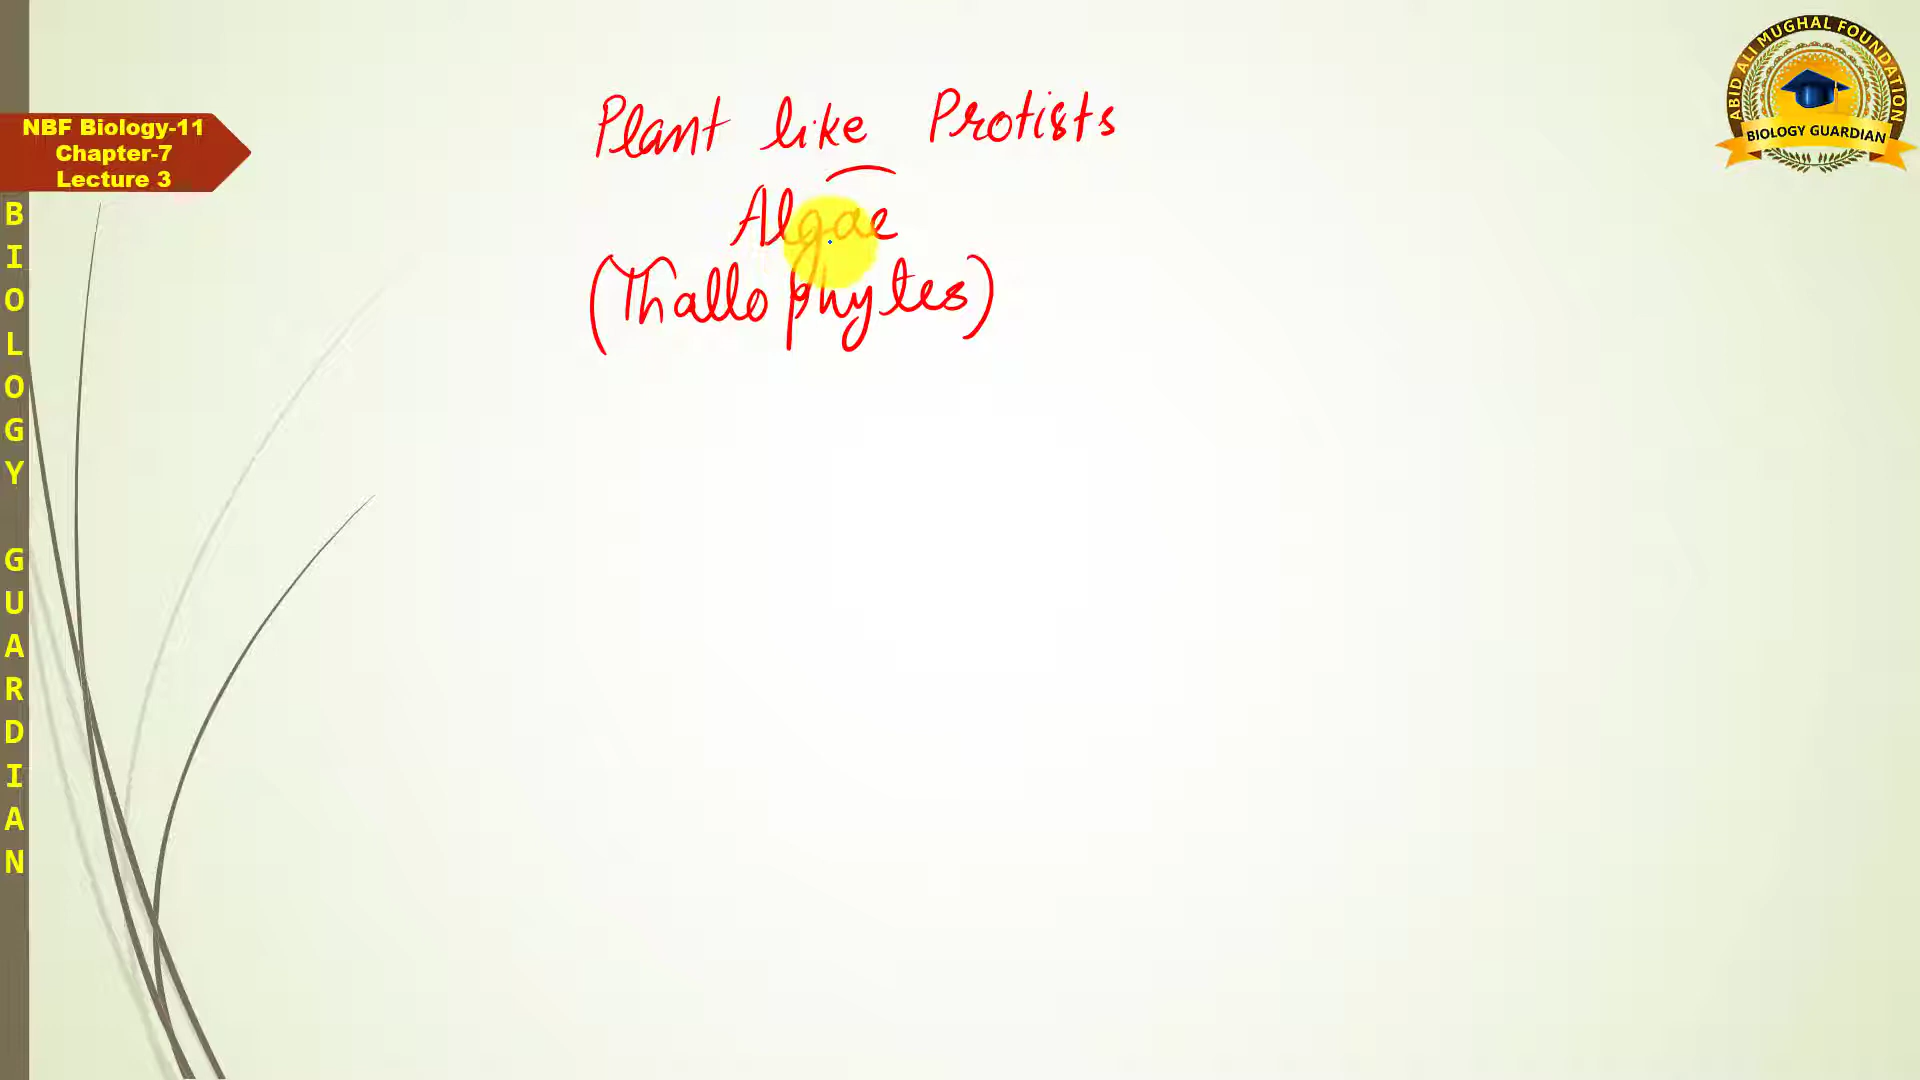 NBF Biology-11
Chapter-7
Lecture 3
BIOLOGY GUARDIAN
Plant like Protists
Algae
(Thallophytes)
ABID ALI MUGHAL FOUNDATION
BIOLOGY GUARDIAN